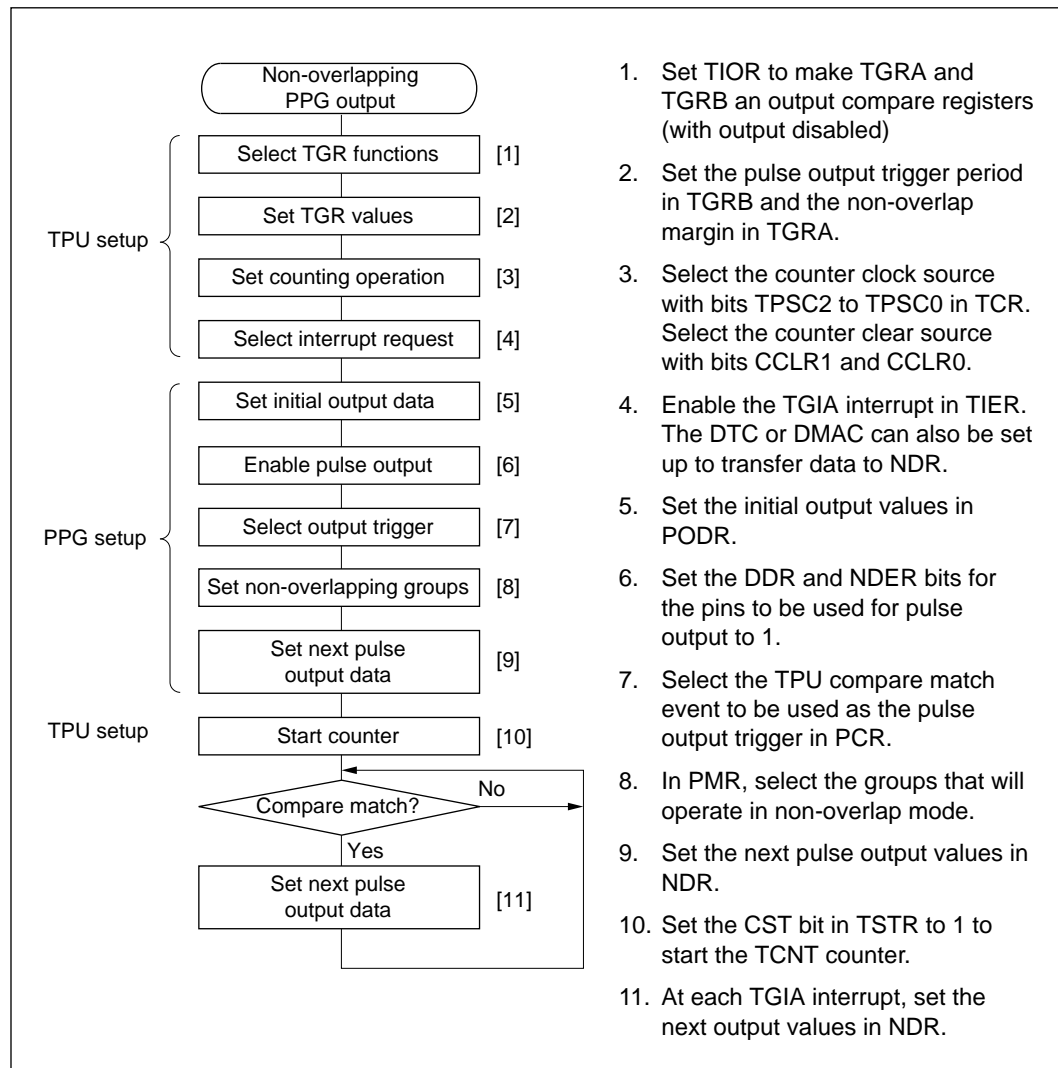 Non-overlapping
PPG output
TPU setup
Select TGR functions [1]
Set TGR values [2]
Set counting operation [3]
Select interrupt request [4]
PPG setup
Set initial output data [5]
Enable pulse output [6]
Select output trigger [7]
Set non-overlapping groups [8]
Set next pulse
output data [9]
TPU setup
Start counter [10]
Compare match?
No
Yes
Set next pulse
output data [11]
1. Set TIOR to make TGRA and
TGRB an output compare registers
(with output disabled)
2. Set the pulse output trigger period
in TGRB and the non-overlap
margin in TGRA.
3. Select the counter clock source
with bits TPSC2 to TPSC0 in TCR.
Select the counter clear source
with bits CCLR1 and CCLR0.
4. Enable the TGIA interrupt in TIER.
The DTC or DMAC can also be set
up to transfer data to NDR.
5. Set the initial output values in
PODR.
6. Set the DDR and NDER bits for
the pins to be used for pulse
output to 1.
7. Select the TPU compare match
event to be used as the pulse
output trigger in PCR.
8. In PMR, select the groups that will
operate in non-overlap mode.
9. Set the next pulse output values in
NDR.
10. Set the CST bit in TSTR to 1 to
start the TCNT counter.
11. At each TGIA interrupt, set the
next output values in NDR.